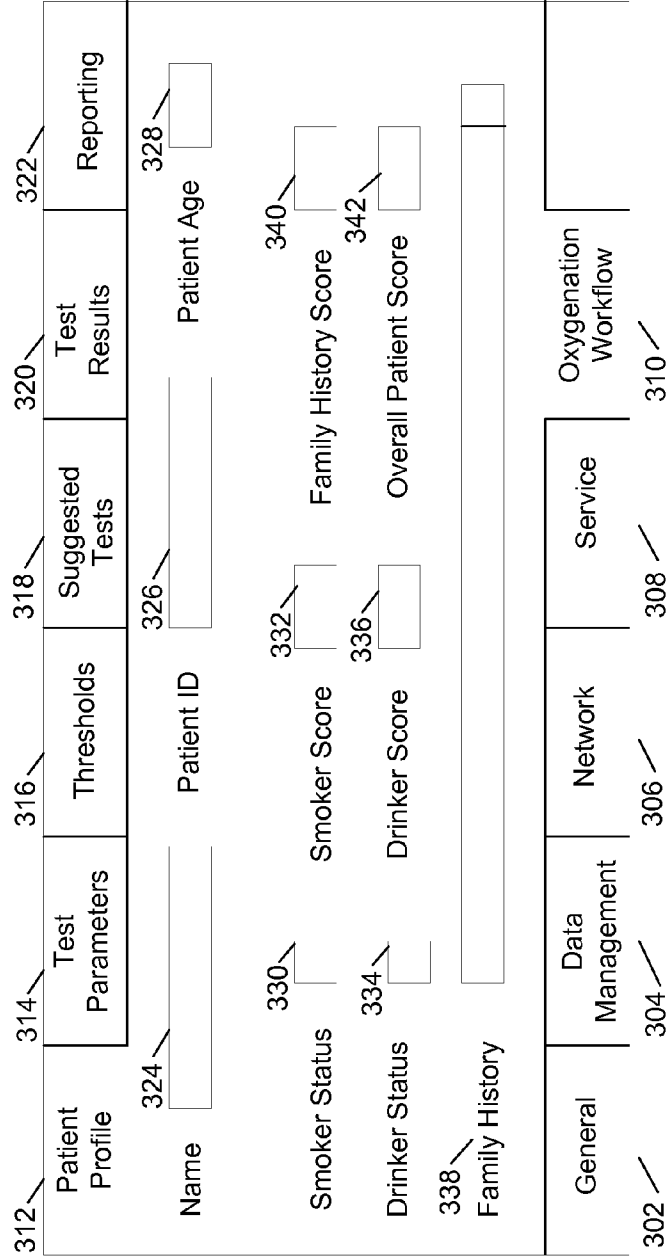 312 314 316 318 320 322
Patient Profile
Test Parameters
Thresholds
Suggested Tests
Test Results
Reporting
324 326 328
Name
Patient ID
Patient Age
330 332 340
Smoker Status
Smoker Score
Family History Score
334 336 342
Drinker Status
Drinker Score
Overall Patient Score
338
Family History
General
Data Management
Network
Service
Oxygenation Workflow
302 304 306 308 310